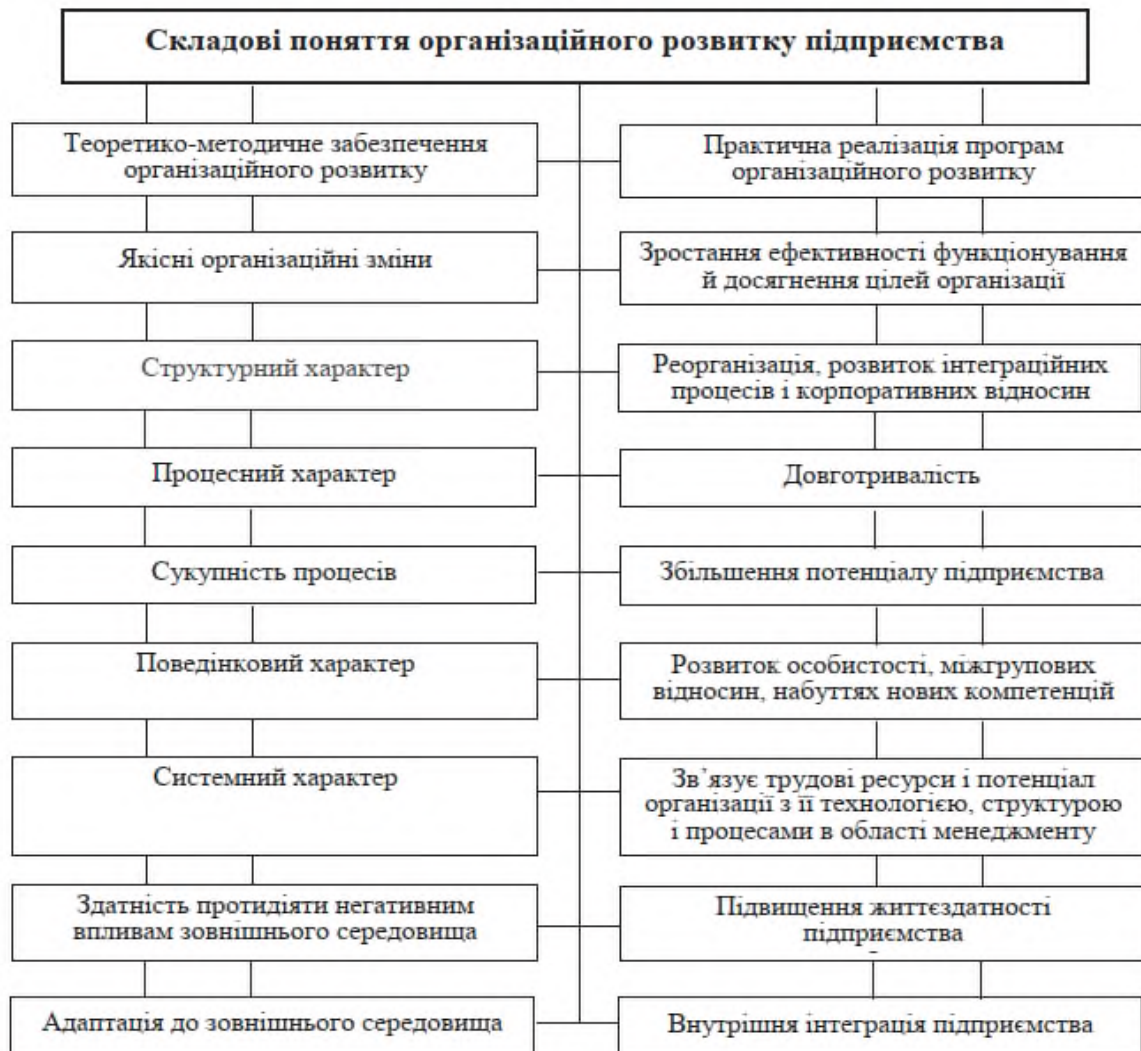 Складові поняття організаційного розвитку підприємства
Теоретико-методичне забезпечення
організаційного розвитку
Практична реалізація програм
організаційного розвитку
Якісні організаційні зміни
Зростання ефективності функціонування
й досягнення цілей організації
Структурний характер
Реорганізація, розвиток інтеграційних
процесів і корпоративних відносин
Процесний характер
Довготривалість
Сукупність процесів
Збільшення потенціалу підприємства
Поведінковий характер
Розвиток особистості, міжгрупових
відносин, набуттях нових компетенцій
Системний характер
Зв’язує трудові ресурси і потенціал
організації з її технологією, структурою
і процесами в області менеджменту
Здатність протидіяти негативним
впливам зовнішнього середовища
Підвищення життєздатності
підприємства
Адаптація до зовнішнього середовища
Внутрішня інтеграція підприємства